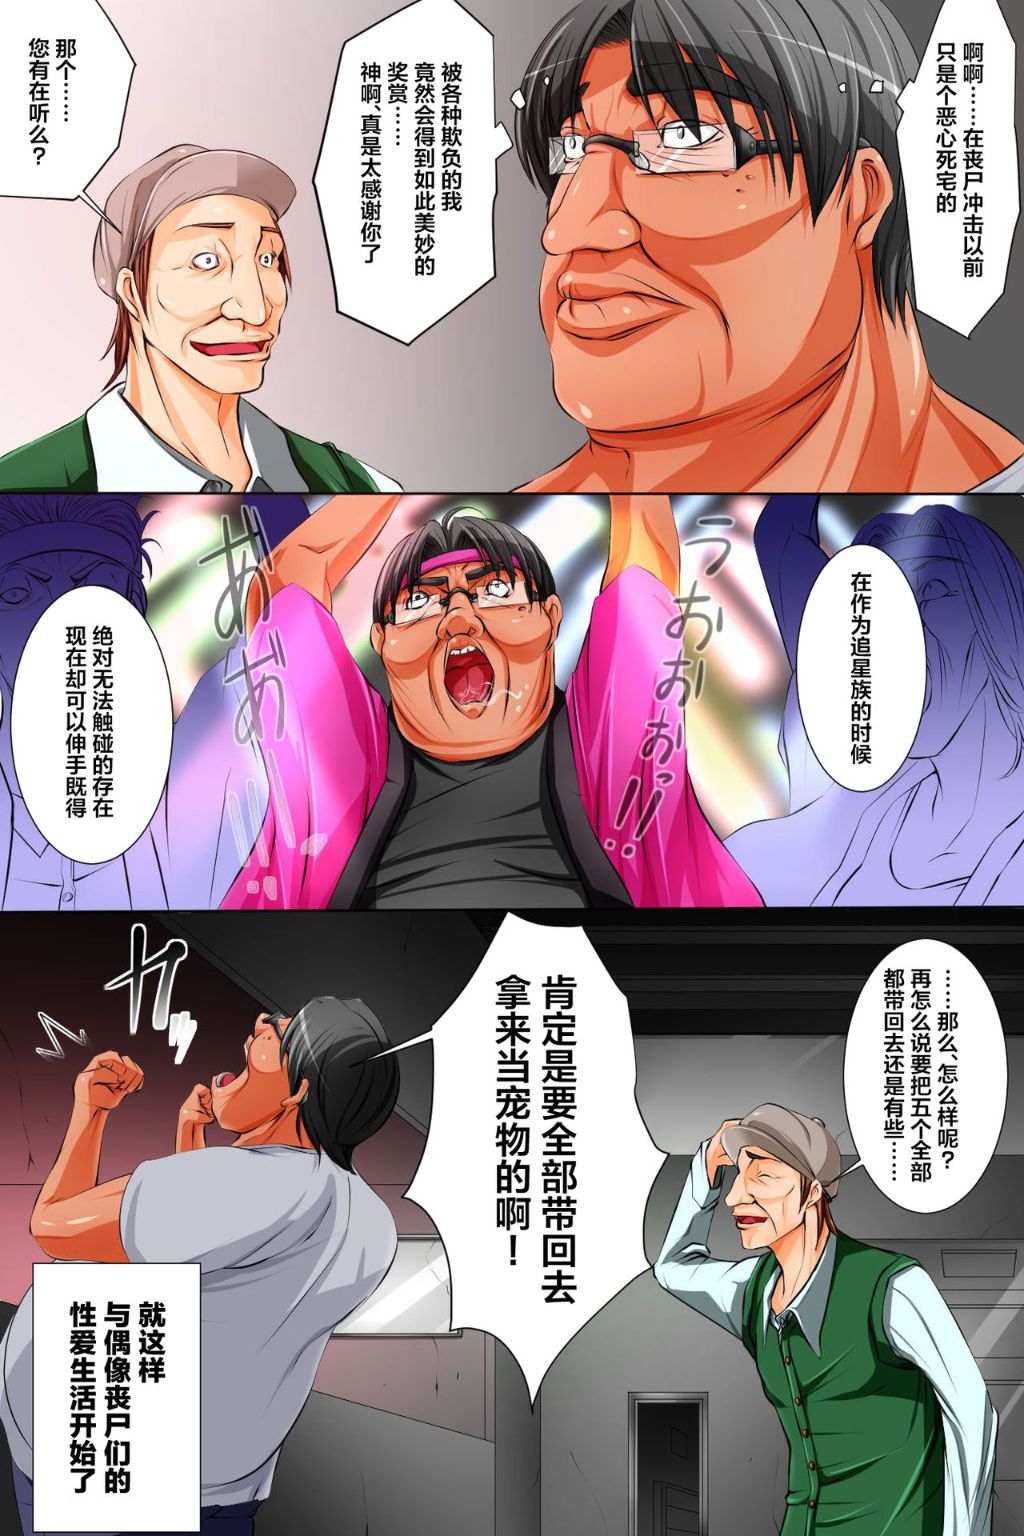 啊啊……在丧尸冲击以前
只是个恶心死宅的
被各种欺负的我
竟然会得到如此美妙的
奖赏……
神啊、真是太感谢你了
那个……
您有在听么？
在作为追星族的时候
うおおおっ!!
あ゛あ゛あ゛!!!
绝对无法触碰的存在
现在却可以伸手既得
……那么、怎么样呢？
再怎么说要把五个全部
都带回去还是有些……
肯定是要全部带回去
拿来当宠物的啊！
ガッ
就这样
与偶像丧尸们的
性爱生活开始了